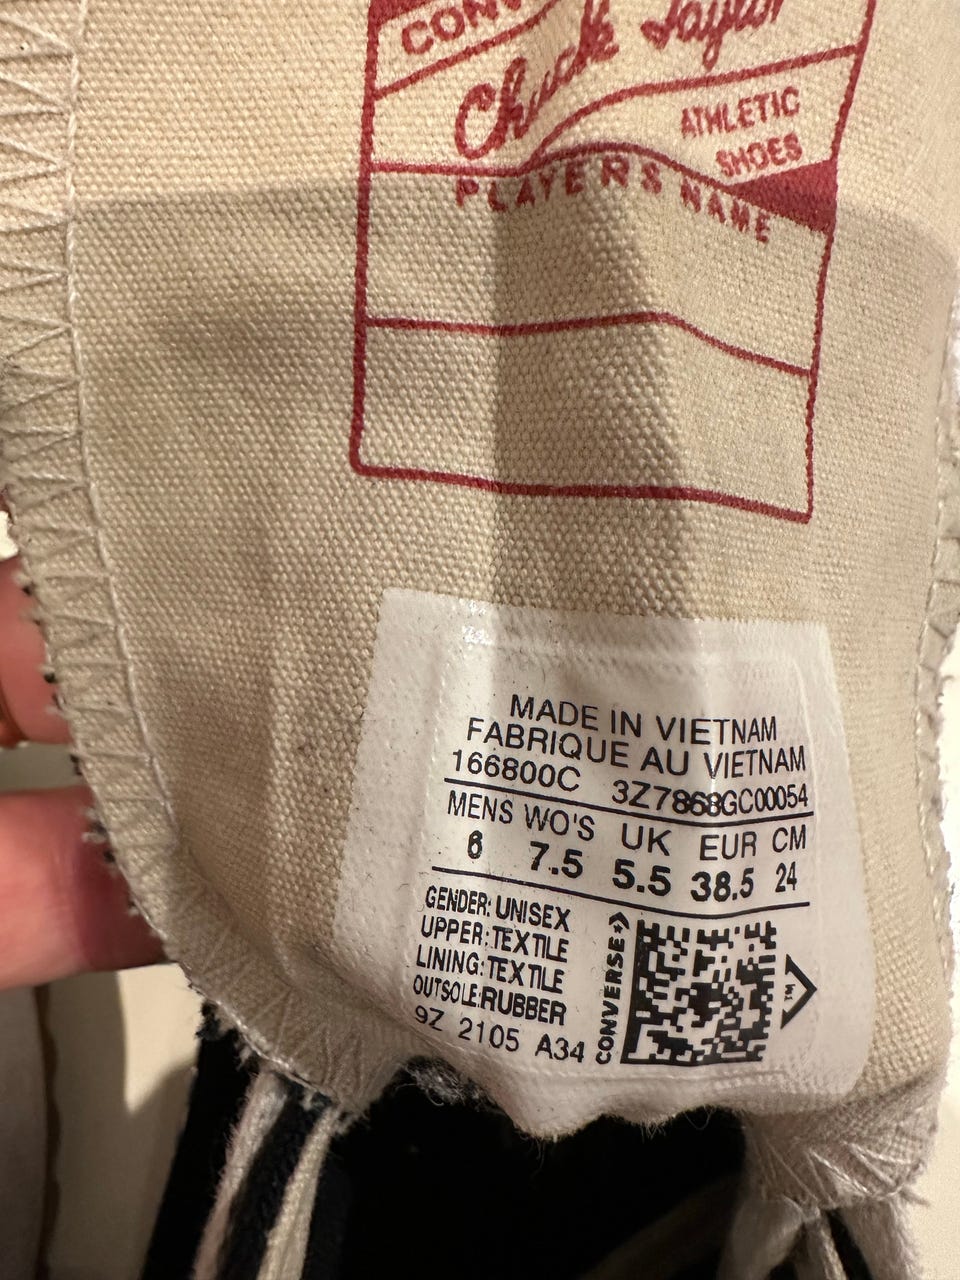 CONV
Chuck Taylor
ATHLETIC
SHOES
PLAYERS NAME
MADE IN VIETNAM
FABRIQUE AU VIETNAM
166800C 3Z7868GC00054
MENS WO'S UK EUR CM
6 7.5 5.5 38.5 24
GENDER: UNISEX
UPPER: TEXTILE
LINING: TEXTILE
OUTSOLE: RUBBER
9Z 2105 A34
CONVERSE
TM